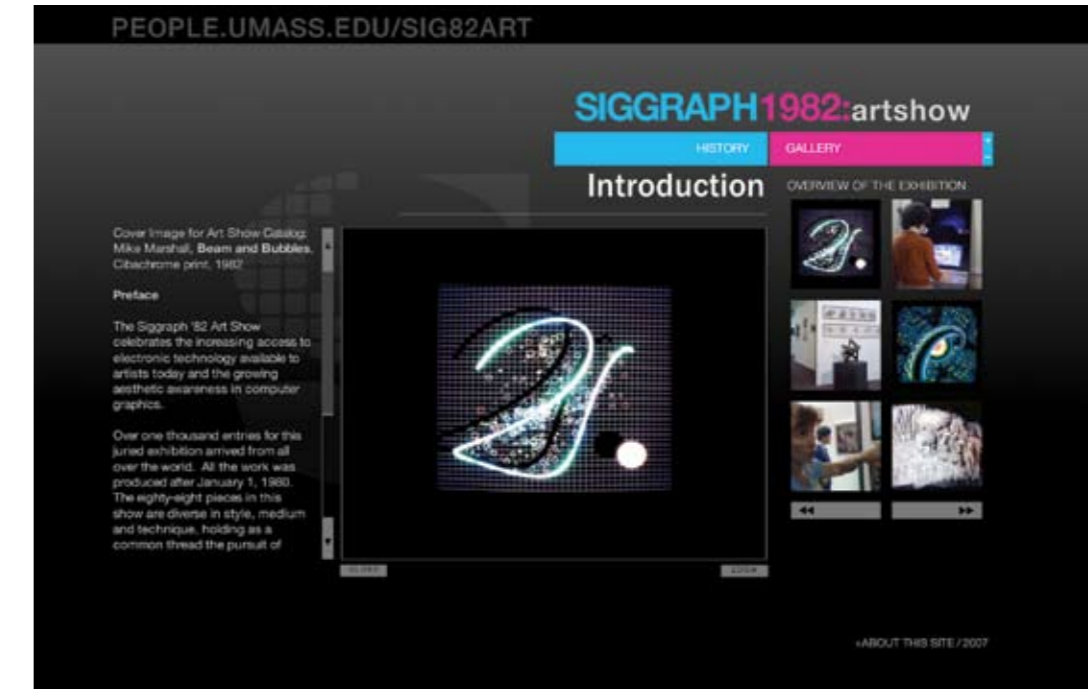 PEOPLE.UMASS.EDU/SIG82ART
SIGGRAPH1982:artshow
HISTORY
GALLERY
Introduction
OVERVIEW OF THE EXHIBITION
Cover Image for Art Show Catalog:
Mike Marshall, Beam and Bubbles,
Cibachrome print, 1982
Preface
The Siggraph '82 Art Show
celebrates the increasing access to
electronic technology available to
artists today and the growing
aesthetic awareness in computer
graphics.
Over one thousand entries for this
juried exhibition arrived from all
over the world. All the work was
produced after January 1, 1980.
The eighty-eight pieces in this
show are diverse in style, medium
and technique, holding as a
common thread the pursuit of
+ABOUT THIS SITE / 2007